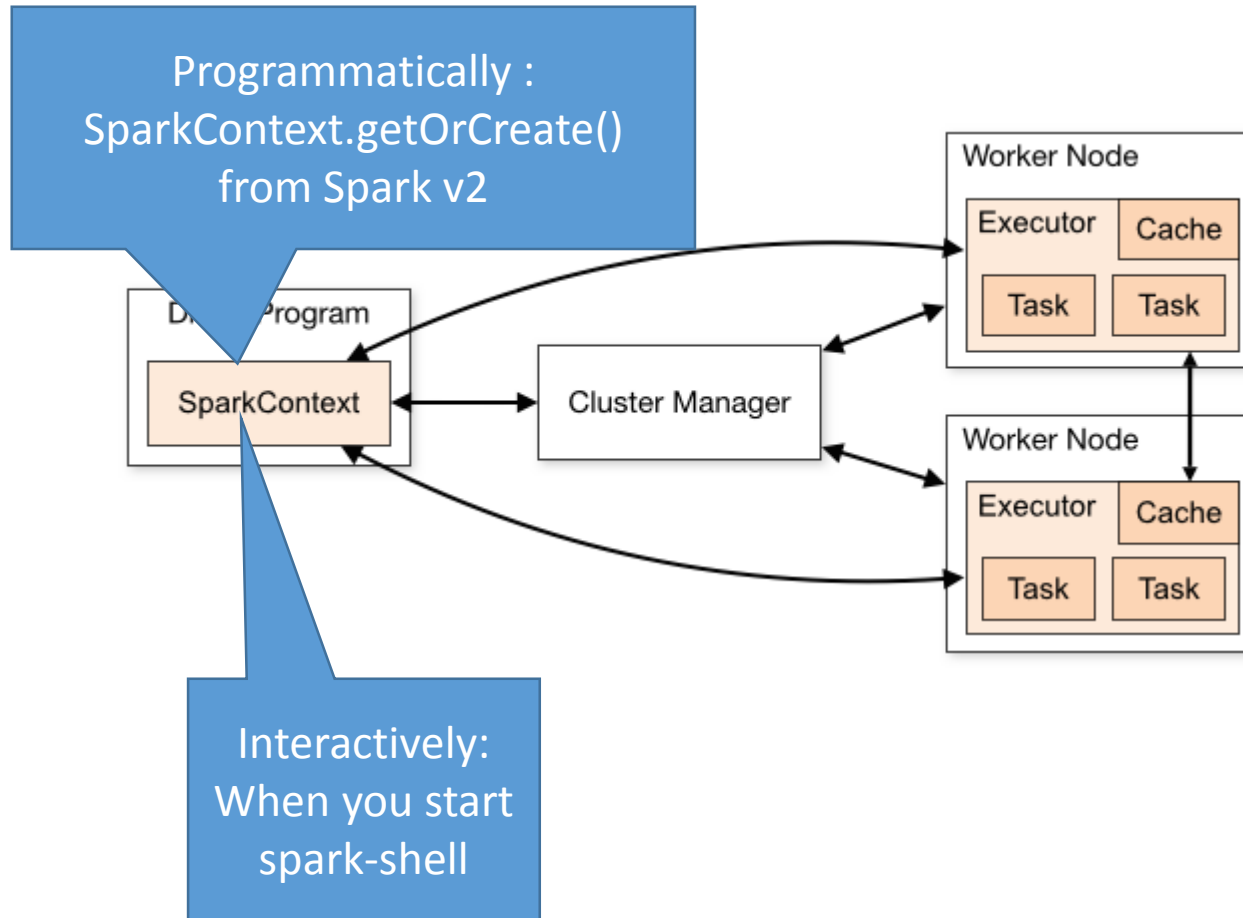 Programmatically :
SparkContext.getOrCreate()
from Spark v2
Program
SparkContext
Cluster Manager
Worker Node
Executor
Cache
Task
Task
Worker Node
Executor
Cache
Task
Task
Interactively:
When you start
spark-shell